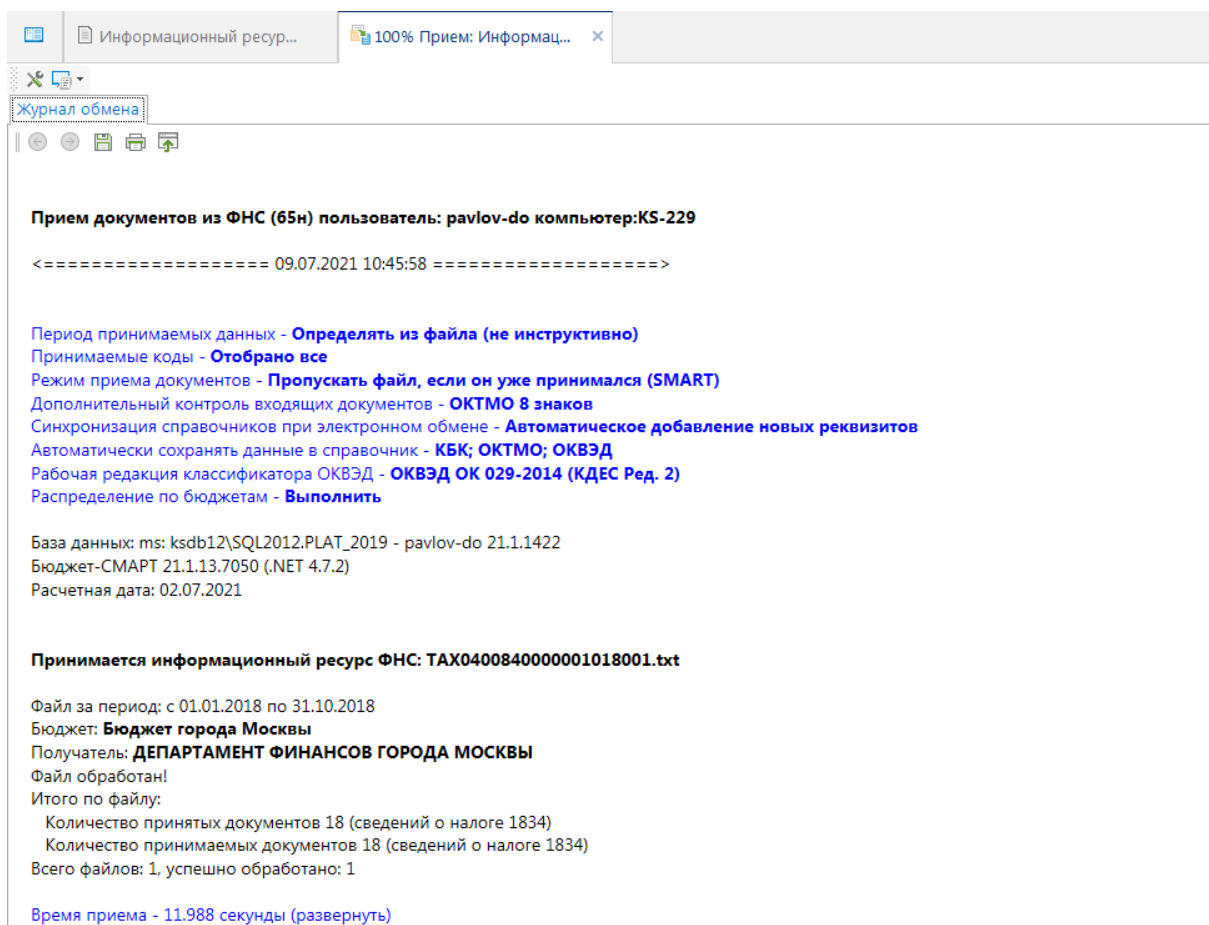 Информационный ресур...
100% Прием: Информац...
Журнал обмена
Прием документов из ФНС (65н) пользователь: pavlov-do компьютер:KS-229
<=================== 09.07.2021 10:45:58 ===================>
Период принимаемых данных - Определять из файла (не инструктивно)
Принимаемые коды - Отобрано все
Режим приема документов - Пропускать файл, если он уже принимался (SMART)
Дополнительный контроль входящих документов - ОКТМО 8 знаков
Синхронизация справочников при электронном обмене - Автоматическое добавление новых реквизитов
Автоматически сохранять данные в справочник - КБК; ОКТМО; ОКВЭД
Рабочая редакция классификатора ОКВЭД - ОКВЭД ОК 029-2014 (КДЕС Ред. 2)
Распределение по бюджетам - Выполнить
База данных: ms: ksdb12\SQL2012.PLAT_2019 - pavlov-do 21.1.1422
Бюджет-СМАРТ 21.1.13.7050 (.NET 4.7.2)
Расчетная дата: 02.07.2021
Принимается информационный ресурс ФНС: TAX0400840000001018001.txt
Файл за период: с 01.01.2018 по 31.10.2018
Бюджет: Бюджет города Москвы
Получатель: ДЕПАРТАМЕНТ ФИНАНСОВ ГОРОДА МОСКВЫ
Файл обработан!
Итого по файлу:
Количество принятых документов 18 (сведений о налоге 1834)
Количество принимаемых документов 18 (сведений о налоге 1834)
Всего файлов: 1, успешно обработано: 1
Время приема - 11.988 секунды (развернуть)